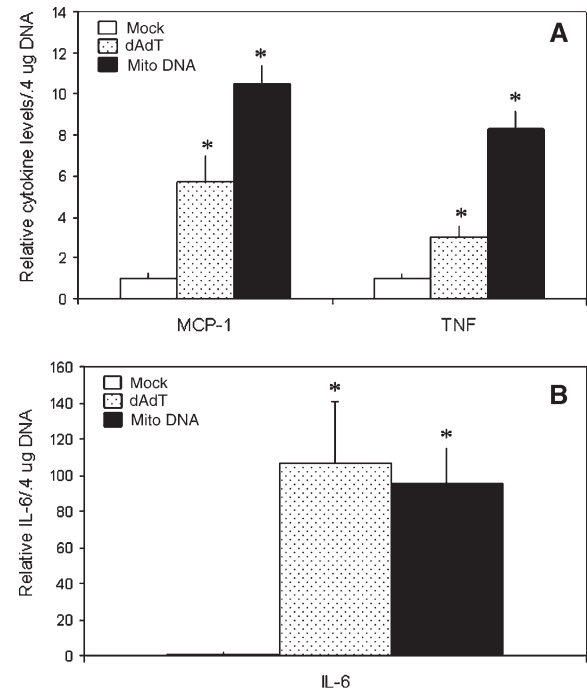 14
12
10
8
6
4
2
0
Relative cytokine levels/.4 ug DNA
Mock
dAdT
Mito DNA
A
*
*
*
*
MCP-1 TNF
160
140
120
100
80
60
40
20
0
Relative IL-6/.4 ug DNA
Mock
dAdT
Mito DNA
B
*
*
IL-6